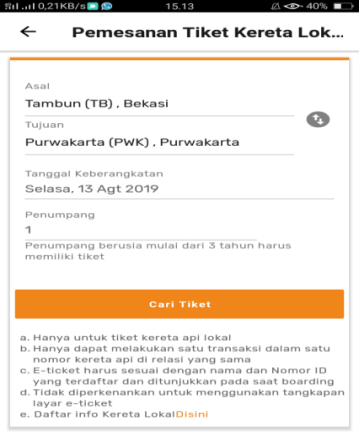 0,21KB/s 15.13 40%
Pemesanan Tiket Kereta Lok...
Asal
Tambun (TB) , Bekasi
Tujuan
Purwakarta (PWK) , Purwakarta
Tanggal Keberangkatan
Selasa, 13 Agt 2019
Penumpang
1
Penumpang berusia mulai dari 3 tahun harus
memiliki tiket
Cari Tiket
a. Hanya untuk tiket kereta api lokal
b. Hanya dapat melakukan satu transaksi dalam satu
nomor kereta api di relasi yang sama
c. E-ticket harus sesuai dengan nama dan Nomor ID
yang terdaftar dan ditunjukkan pada saat boarding
d. Tidak diperkenankan untuk menggunakan tangkapan
layar e-ticket
e. Daftar info Kereta LokalDisini